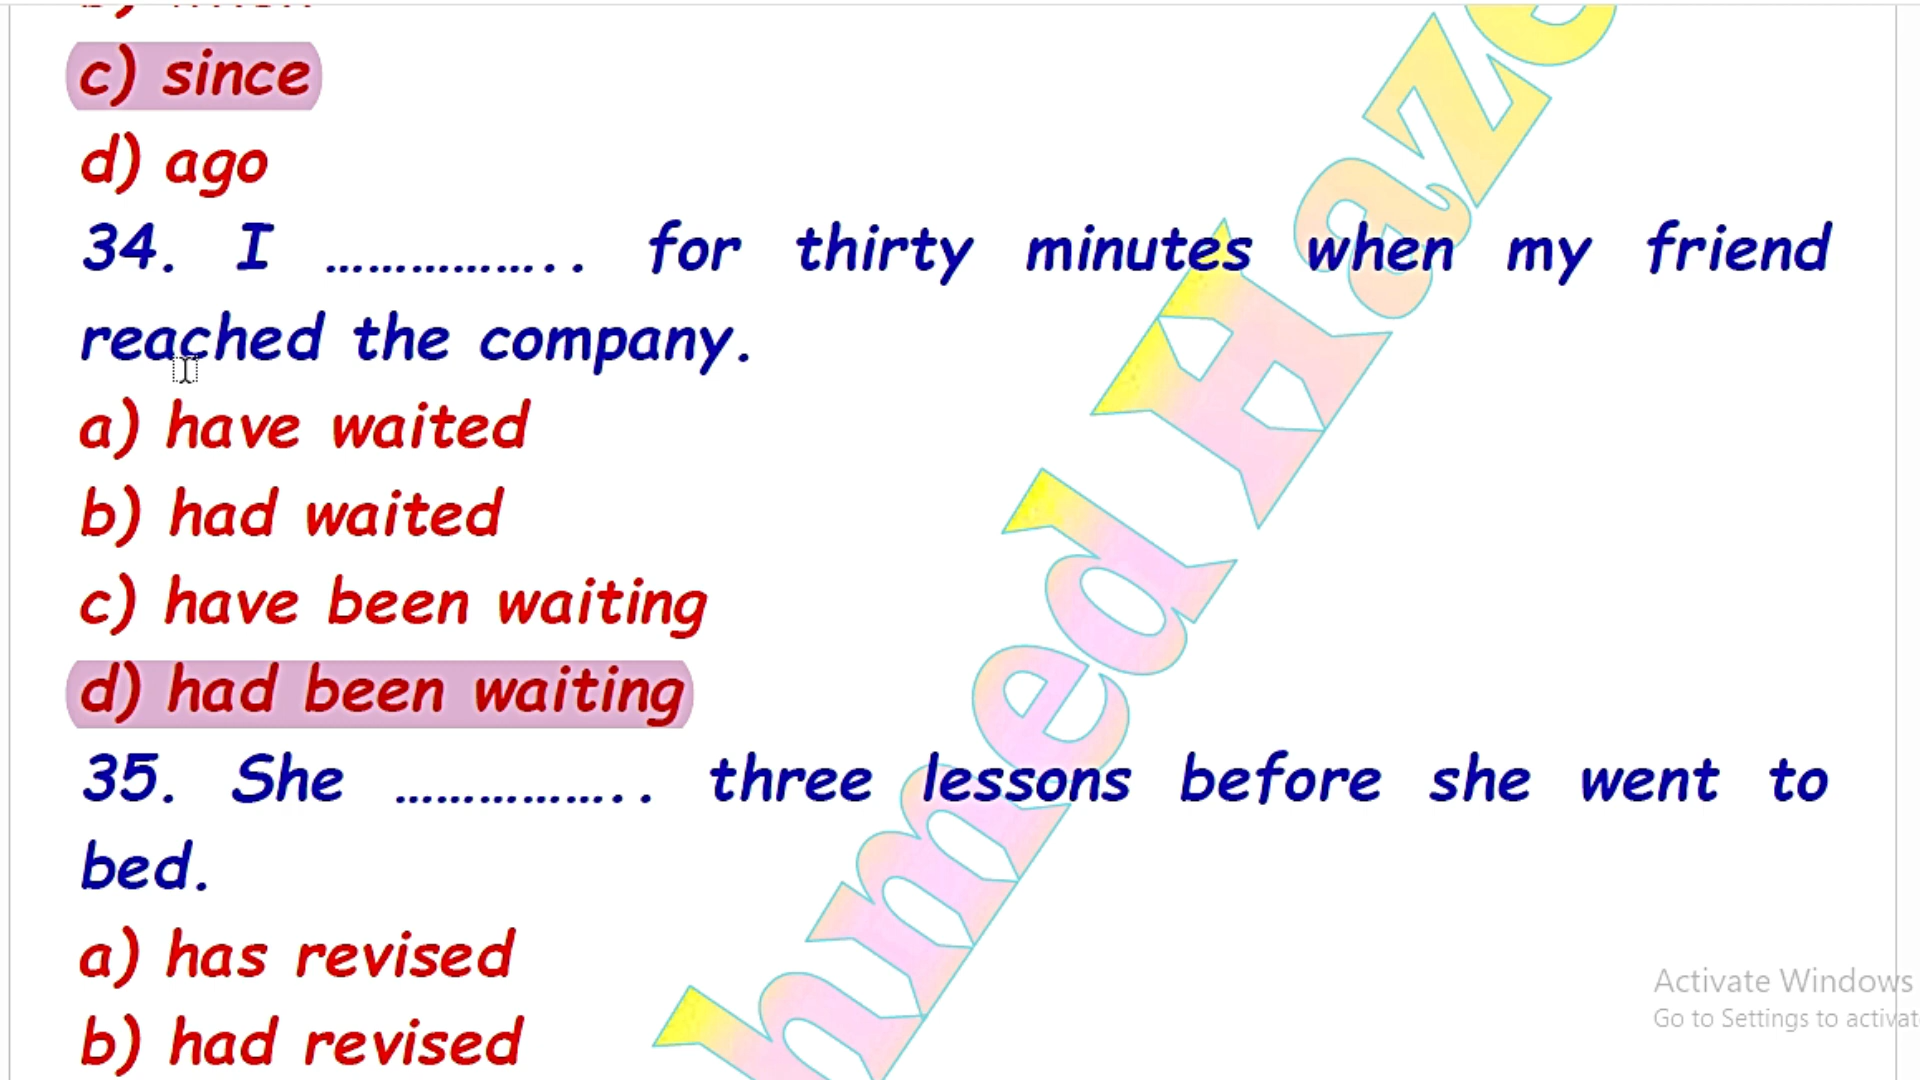 c) since
d) ago
34. I …………….. for thirty minutes when my friend
reached the company.
a) have waited
b) had waited
c) have been waiting
d) had been waiting
35. She …………….. three lessons before she went to
bed.
a) has revised
b) had revised
hmed Haze
Activate Windows
Go to Settings to activat